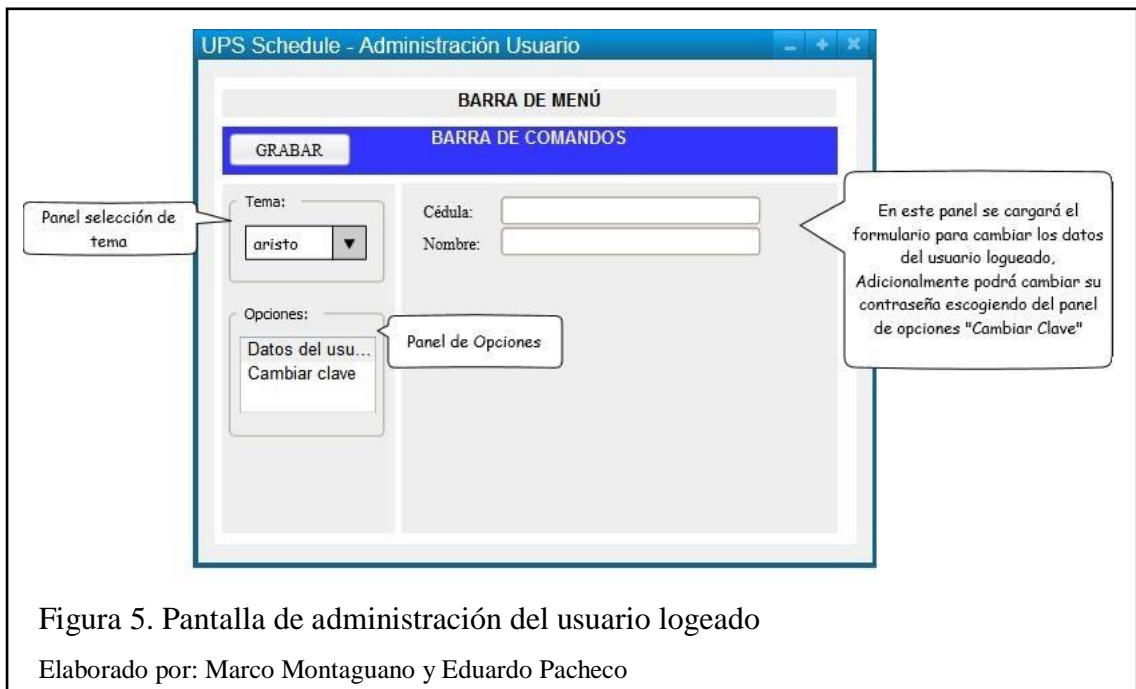 UPS Schedule - Administración Usuario
BARRA DE MENÚ
BARRA DE COMANDOS
GRABAR
Panel selección de
tema
Tema:
aristo
Cédula:
Nombre:
En este panel se cargará el
formulario para cambiar los datos
del usuario logueado,
Adicionalmente podrá cambiar su
contraseña escogiendo del panel
de opciones "Cambiar Clave"
Opciones:
Datos del usu...
Cambiar clave
Panel de Opciones
Figura 5. Pantalla de administración del usuario logeado
Elaborado por: Marco Montaguano y Eduardo Pacheco